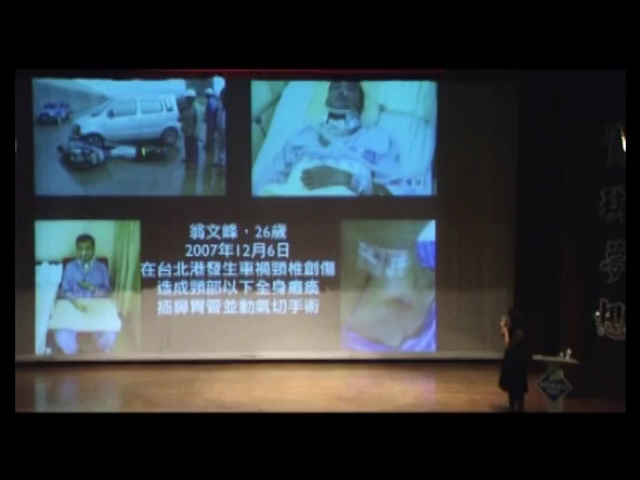 翁文峰，26歲
2007年12月6日
在台北港發生車禍頸椎創傷
造成頸部以下全身癱瘓
插鼻胃管並動氣切手術
夢想